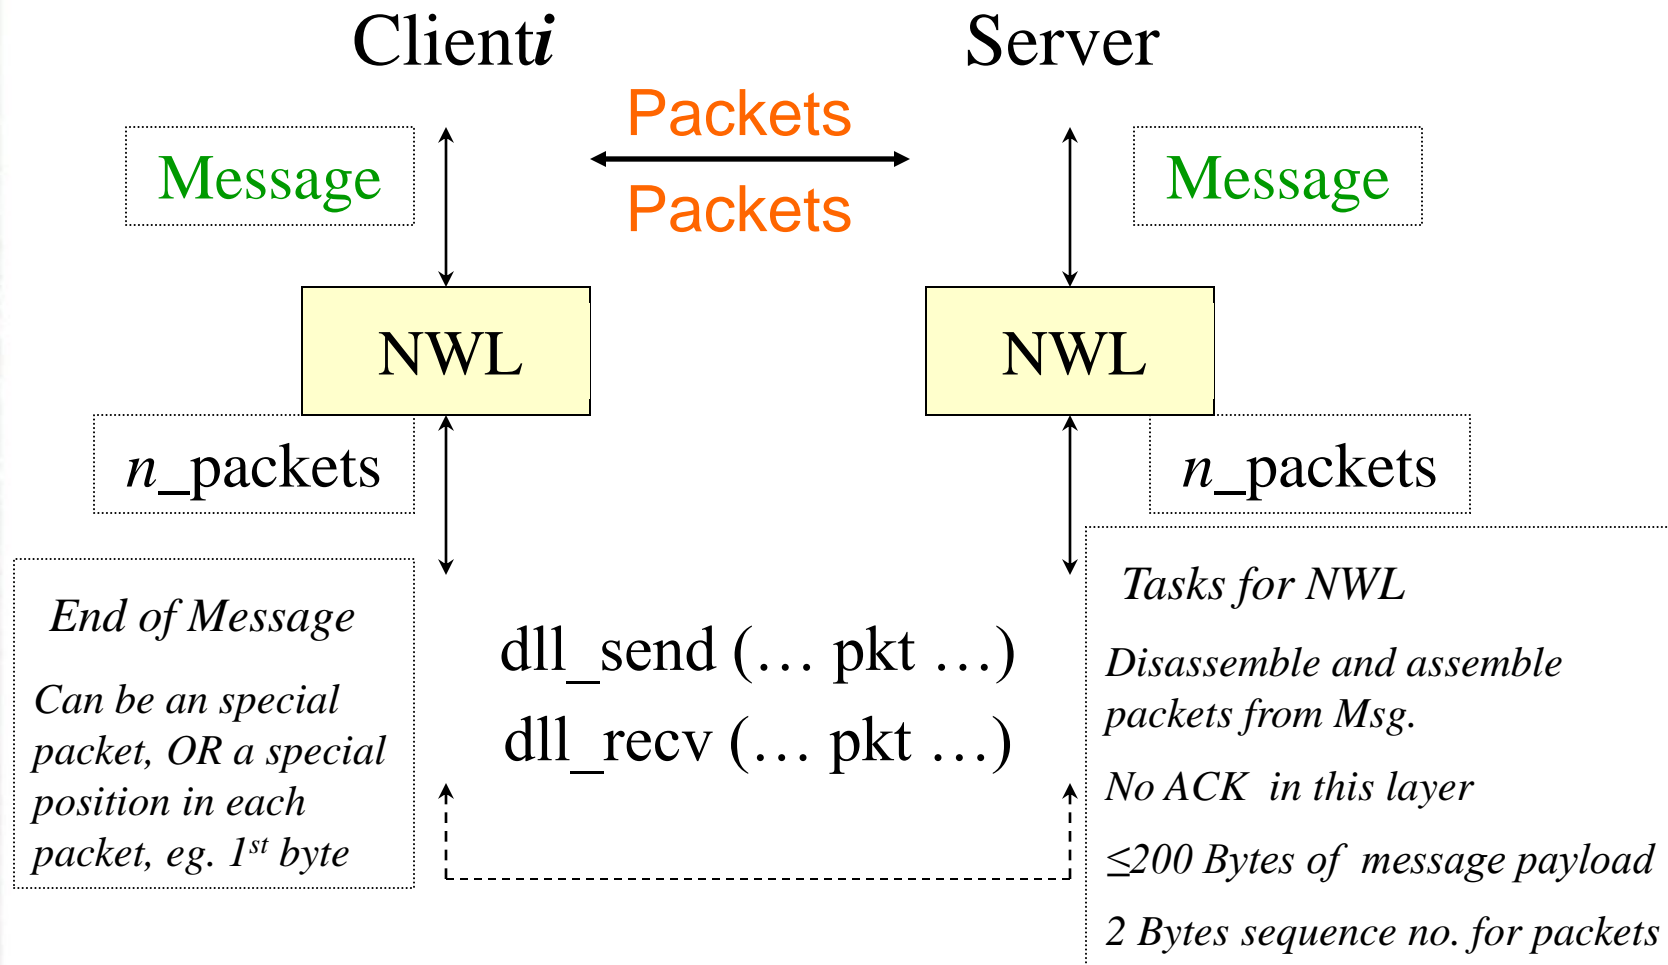 Clienti
Server
Packets
Packets
Message
Message
NWL
NWL
n_packets
n_packets
End of Message
Can be an special
packet, OR a special
position in each
packet, eg. 1st byte
dll_send (… pkt …)
dll_recv (… pkt …)
Tasks for NWL
Disassemble and assemble
packets from Msg.
No ACK in this layer
≤200 Bytes of message payload
2 Bytes sequence no. for packets